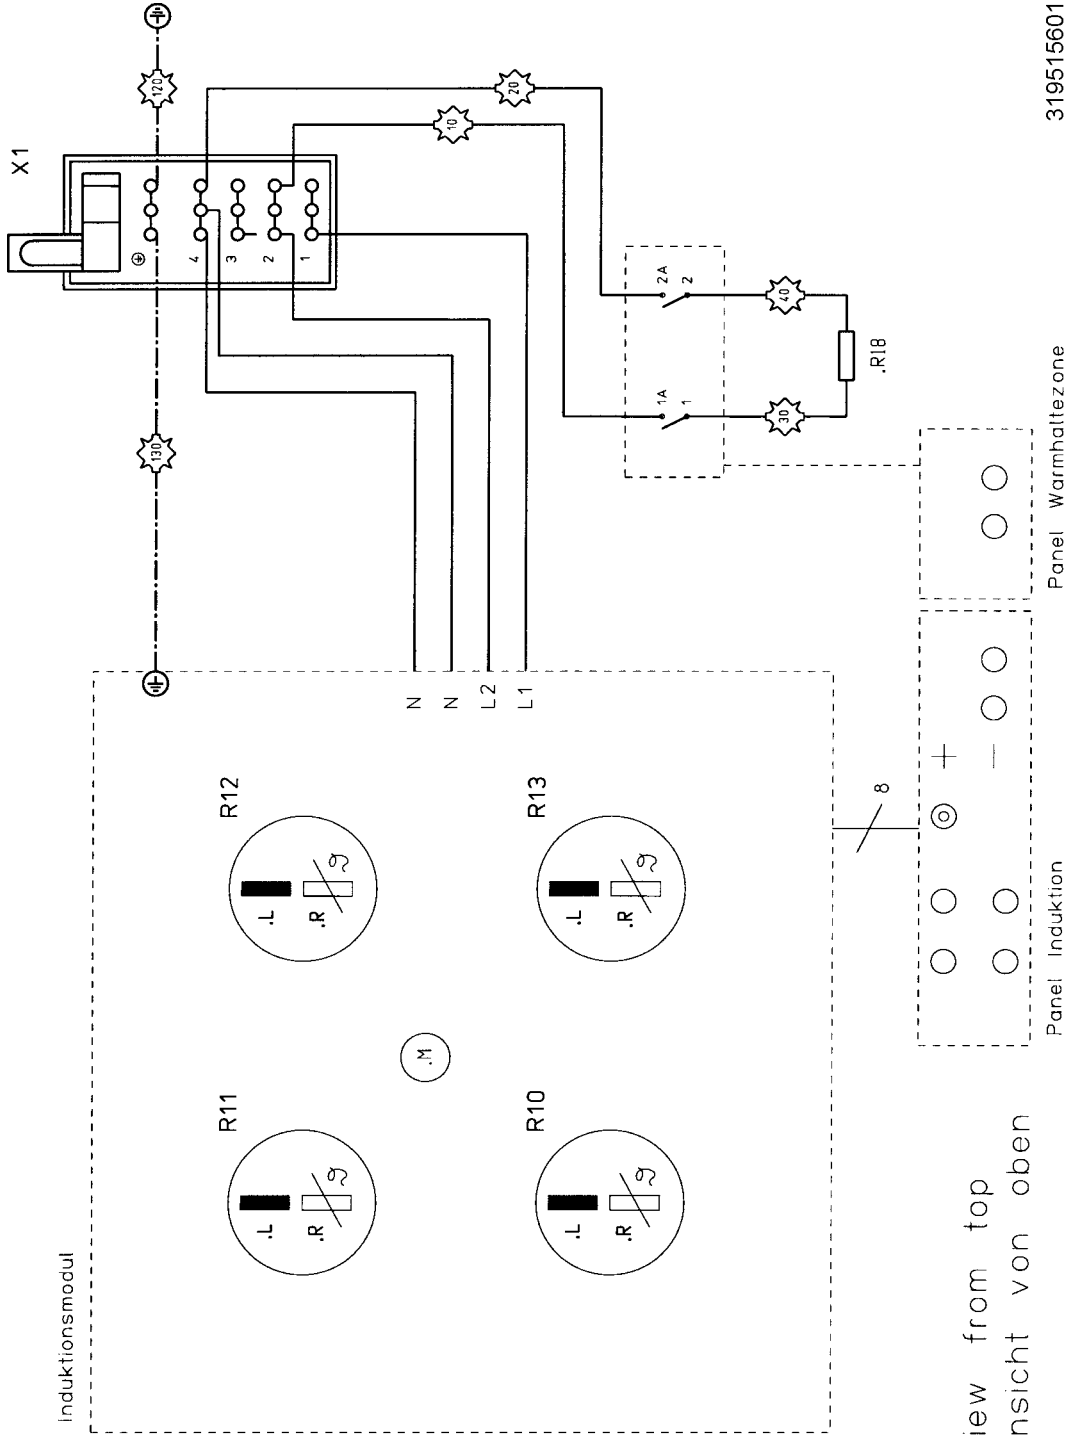 Induktionsmodul
R11
.L
.R
ϑ
R12
.L
.R
ϑ
.M
R10
.L
.R
ϑ
R13
.L
.R
ϑ
N
N
L2
L1
130
120
X1
4
3
2
1
10
20
1A
1
2A
2
30
40
.R18
8
+
–
Panel Induktion
Panel Warmhaltezone
iew from top
nsicht von oben
319515601